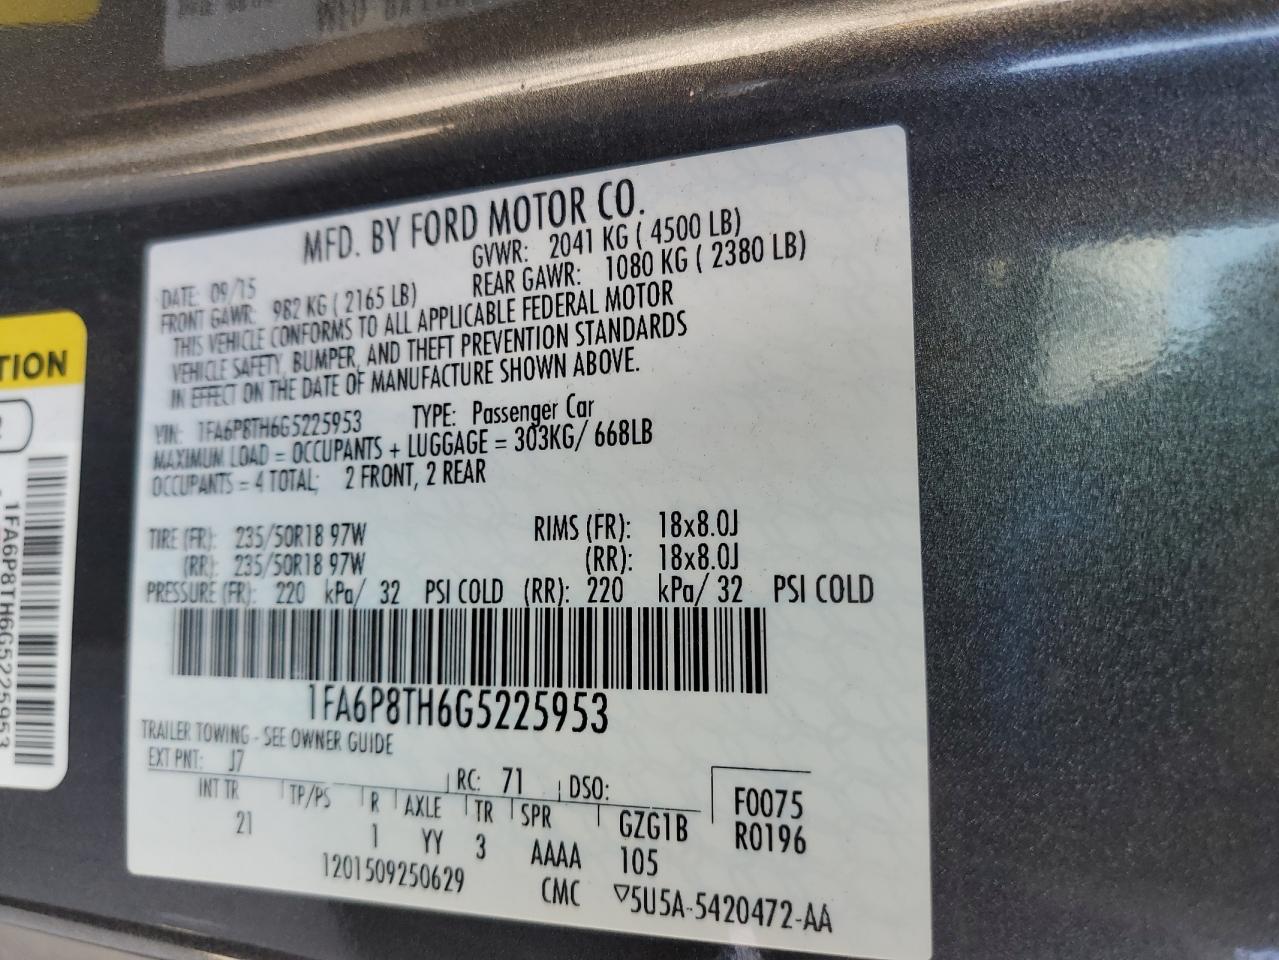 MFD. BY FORD MOTOR CO.
DATE: 09/15 GVWR: 2041 KG ( 4500 LB)
FRONT GAWR: 982 KG ( 2165 LB) REAR GAWR: 1080 KG ( 2380 LB)
THIS VEHICLE CONFORMS TO ALL APPLICABLE FEDERAL MOTOR
VEHICLE SAFETY, BUMPER, AND THEFT PREVENTION STANDARDS
IN EFFECT ON THE DATE OF MANUFACTURE SHOWN ABOVE.
VIN: 1FA6P8TH6G5225953 TYPE: Passenger Car
MAXIMUM LOAD = OCCUPANTS + LUGGAGE = 303KG/ 668LB
OCCUPANTS = 4 TOTAL; 2 FRONT, 2 REAR
TIRE (FR): 235/50R18 97W RIMS (FR): 18x8.0J
(RR): 235/50R18 97W (RR): 18x8.0J
PRESSURE (FR): 220 kPa/ 32 PSI COLD (RR): 220 kPa/ 32 PSI COLD
1FA6P8TH6G5225953
TRAILER TOWING - SEE OWNER GUIDE
EXT PNT: J7 RC: 71 DSO: F0075
INT TR TP/PS R AXLE TR SPR GZG1B R0196
21 1 YY 3 AAAA 105
1201509250629 CMC ▽5U5A-5420472-AA
TION
1FA6P8TH6G5225953